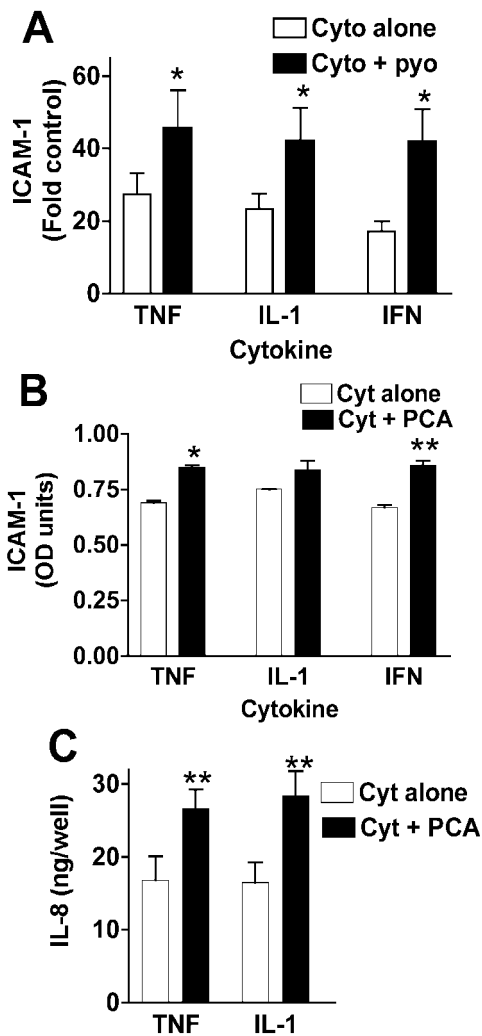 A
Cyto alone
Cyto + pyo
ICAM-1
(Fold control)
60
40
20
0
*
*
*
TNF
IL-1
IFN
Cytokine
B
Cyt alone
Cyt + PCA
ICAM-1
(OD units)
1.00
0.75
0.50
0.25
0.00
*
**
TNF
IL-1
IFN
Cytokine
C
Cyt alone
Cyt + PCA
IL-8 (ng/well)
30
20
10
0
**
**
TNF
IL-1